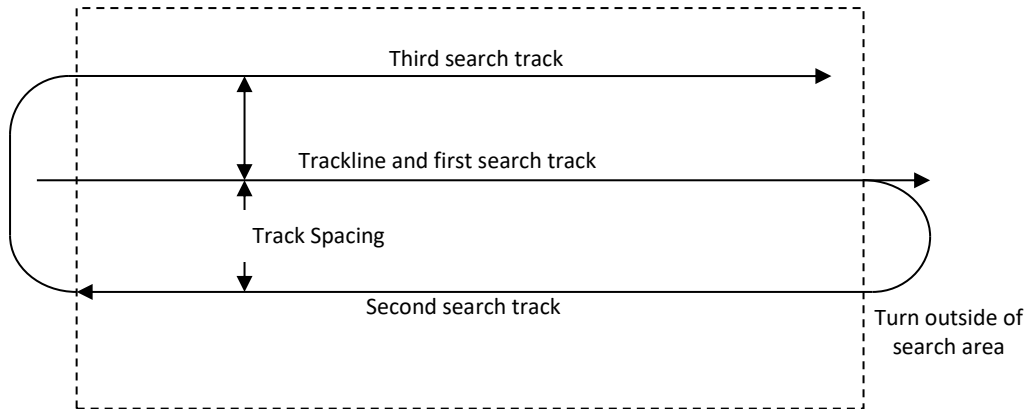 Third search track
Trackline and first search track
Track Spacing
Second search track
Turn outside of
search area